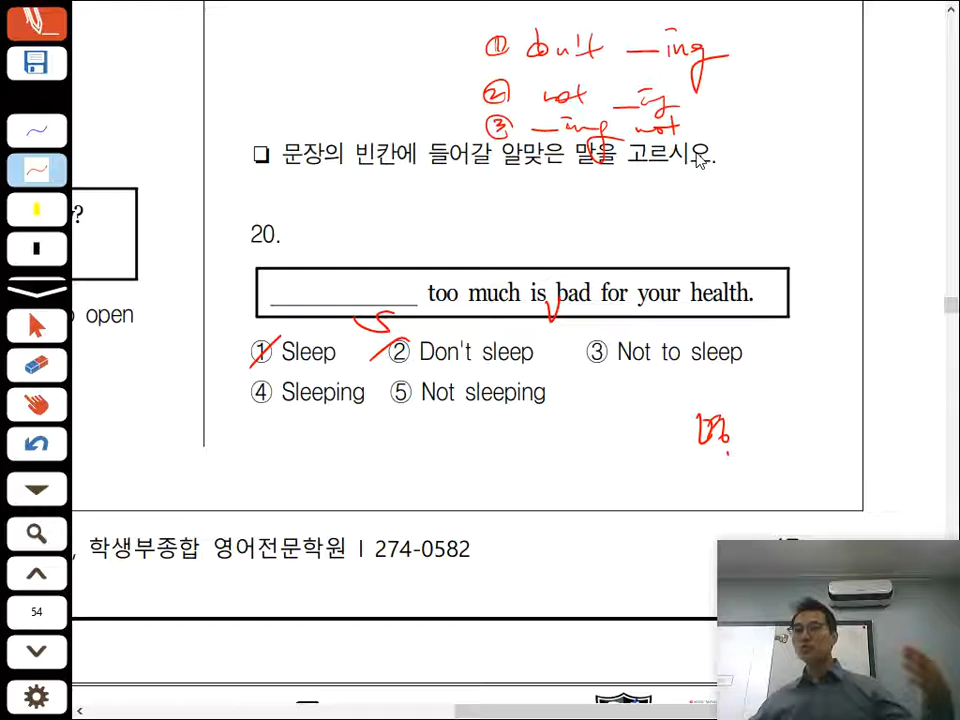 ① don't —ing
② not —ing
③ —ing not
❑ 문장의 빈칸에 들어갈 알맞은 말을 고르시오.
y?
20.
too much is bad for your health.
S V
open
① Sleep ② Don't sleep ③ Not to sleep
④ Sleeping ⑤ Not sleeping
, 학생부종합 영어전문학원 | 274-0582
54